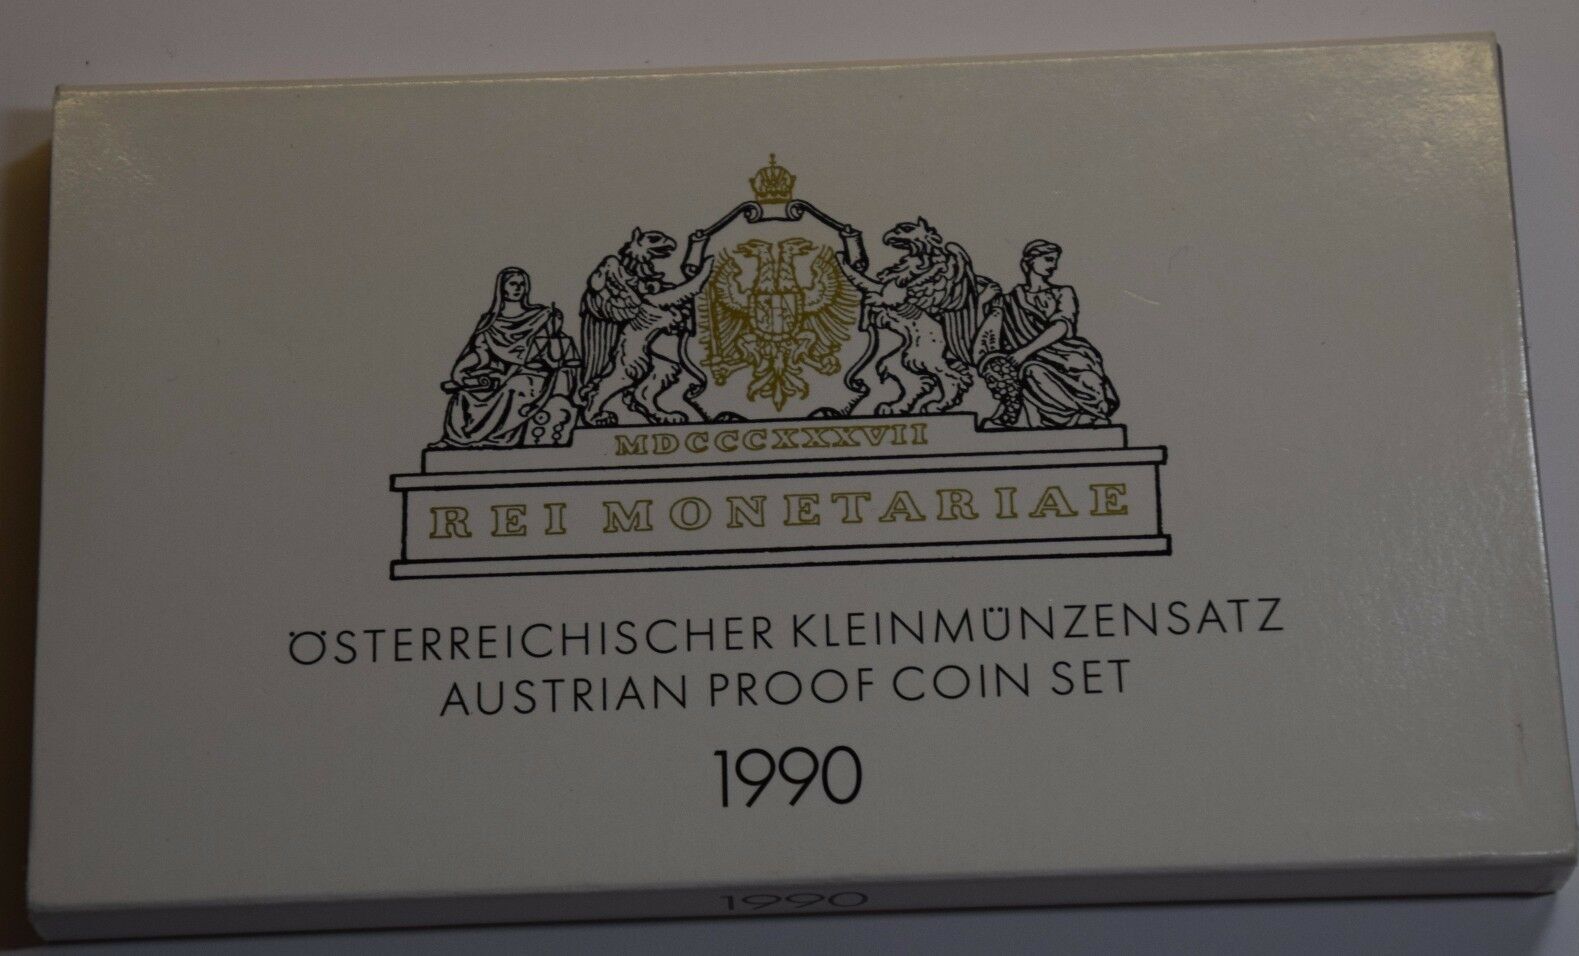 MDCCCXXXVII
REI MONETARIAE
ÖSTERREICHISCHER KLEINMÜNZENSATZ
AUSTRIAN PROOF COIN SET
1990
1990